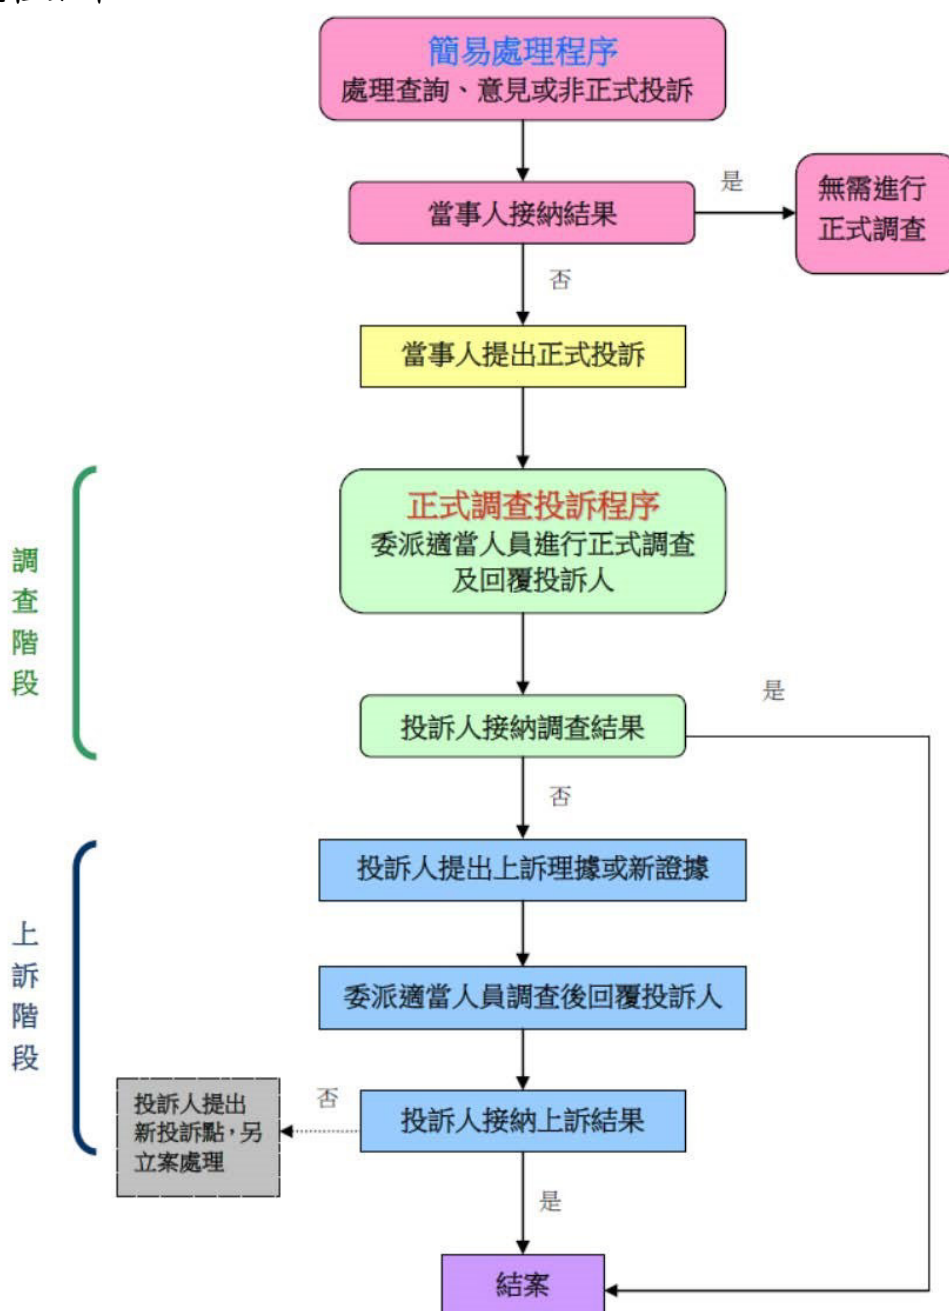 簡易處理程序
處理查詢、意見或非正式投訴
是
無需進行
正式調查
當事人接納結果
否
當事人提出正式投訴
調查階段
正式調查投訴程序
委派適當人員進行正式調查
及回覆投訴人
是
投訴人接納調查結果
否
上訴階段
投訴人提出上訴理據或新證據
委派適當人員調查後回覆投訴人
投訴人接納上訴結果
否
投訴人提出
新投訴點，另
立案處理
是
結案